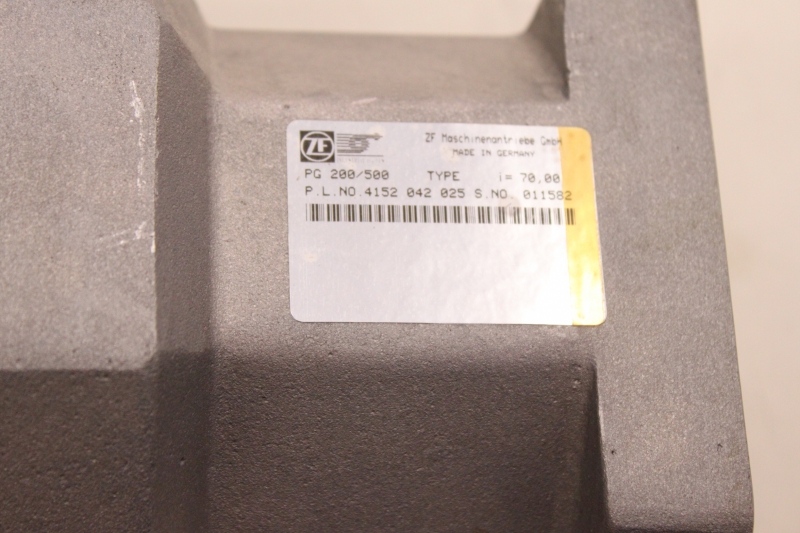 ZF
ZF Maschinenantriebe GmbH
MADE IN GERMANY
PG 200/500 TYPE i= 70,00
P.L.NO.4152 042 025 S.NO. 011582